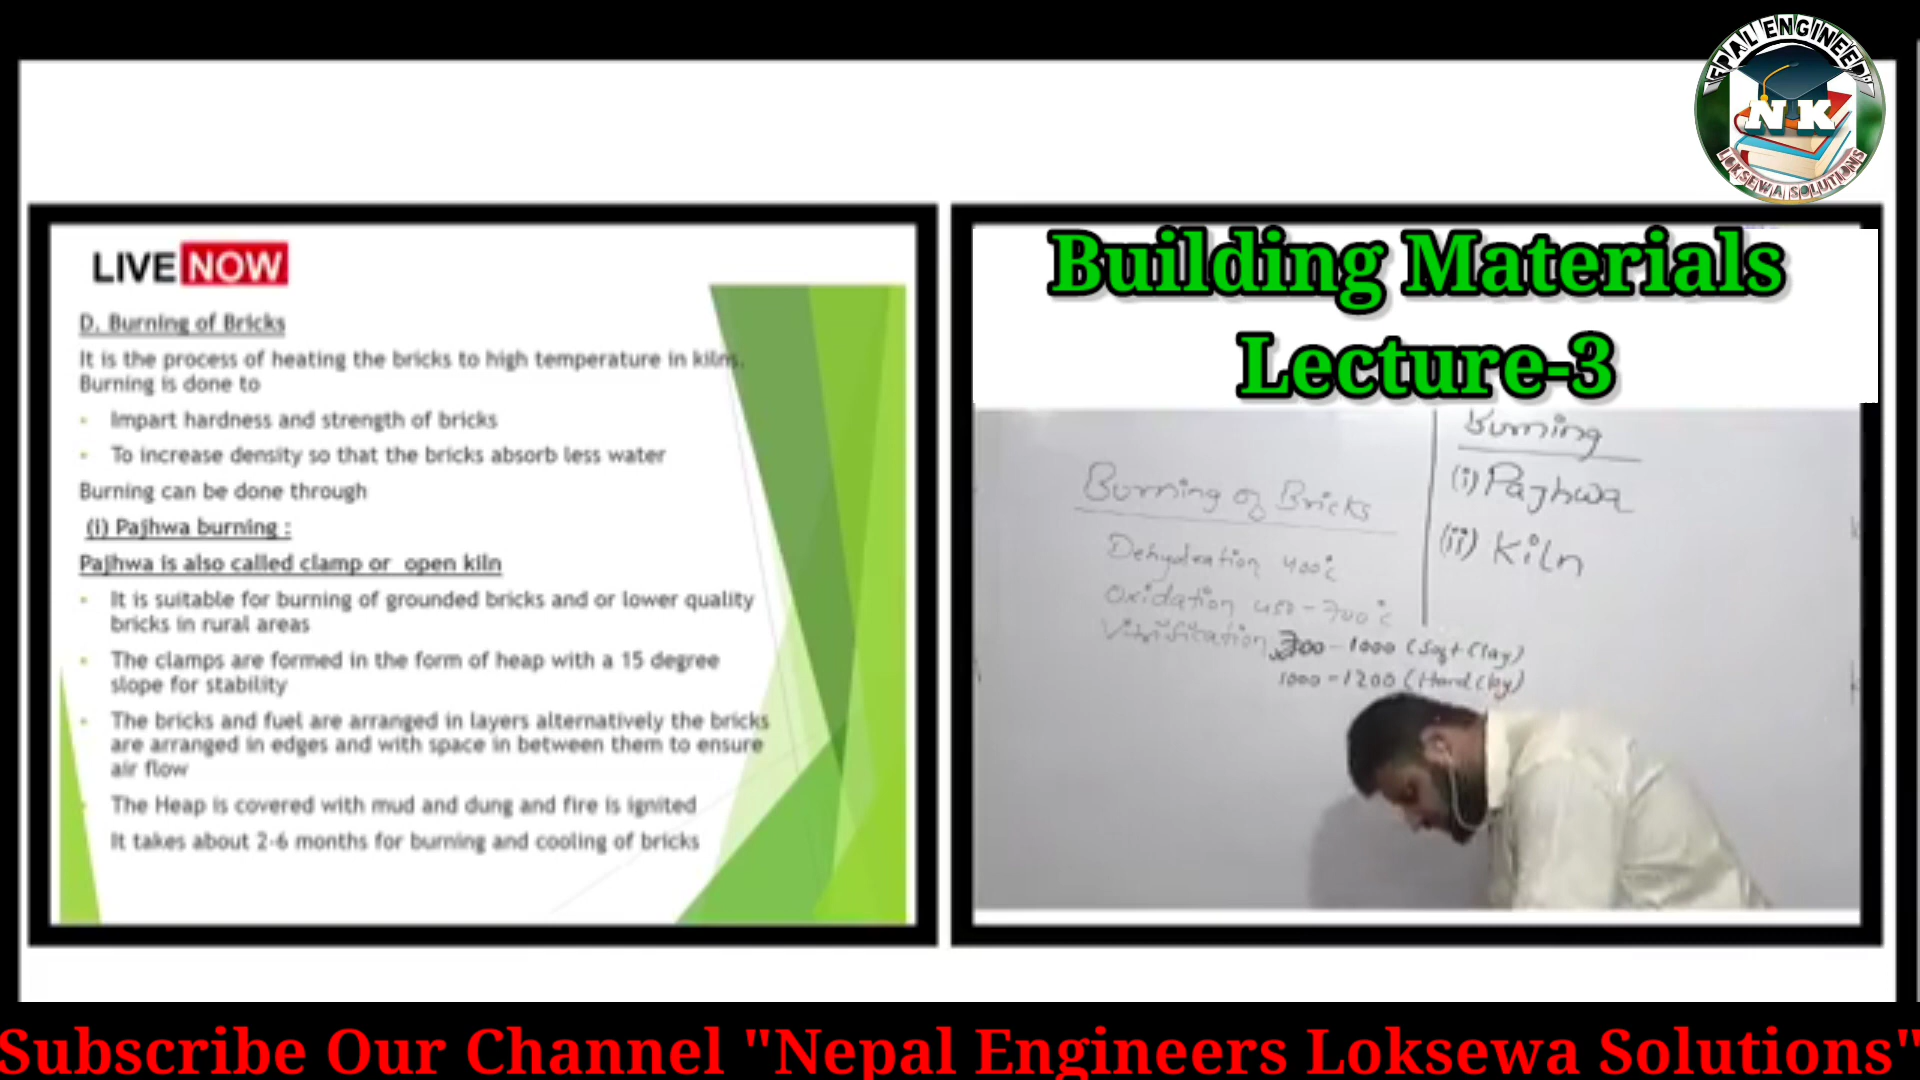 NEPAL ENGINEERS
NK
LOKSEWA SOLUTIONS
LIVE NOW
D. Burning of Bricks
It is the process of heating the bricks to high temperature in kilns.
Burning is done to
Impart hardness and strength of bricks
To increase density so that the bricks absorb less water
Burning can be done through
(i) Pajhwa burning :
Pajhwa is also called clamp or open kiln
It is suitable for burning of grounded bricks and or lower quality
bricks in rural areas
The clamps are formed in the form of heap with a 15 degree
slope for stability
The bricks and fuel are arranged in layers alternatively the bricks
are arranged in edges and with space in between them to ensure
air flow
The Heap is covered with mud and dung and fire is ignited
It takes about 2-6 months for burning and cooling of bricks
Building Materials
Lecture-3
Burning of Bricks
Dehydration 400°C
Oxidation 450-700°C
Vitrification 700-1000 (Soft Clay)
1000-1200 (Hard Clay)
Burning
(i) Pajhwa
(ii) Kiln
Subscribe Our Channel "Nepal Engineers Loksewa Solutions"